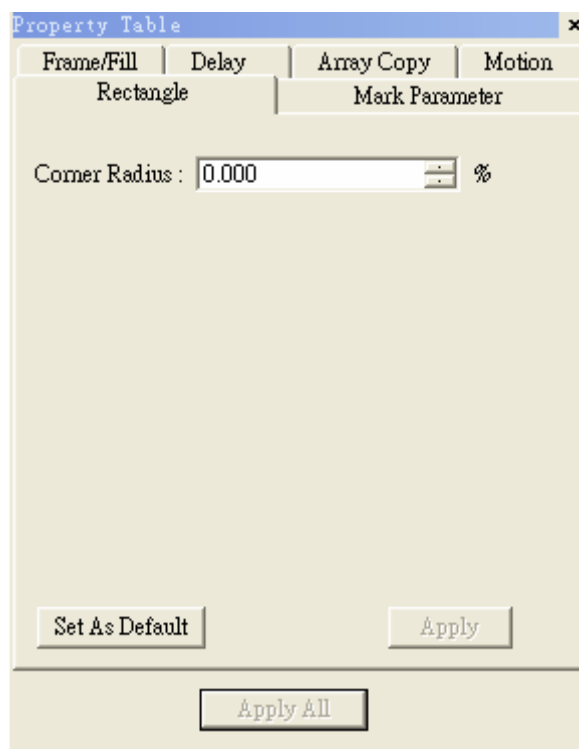 Property Table ×
Frame/Fill Delay Array Copy Motion
Rectangle Mark Parameter
Corner Radius : 0.000 %
Set As Default Apply
Apply All